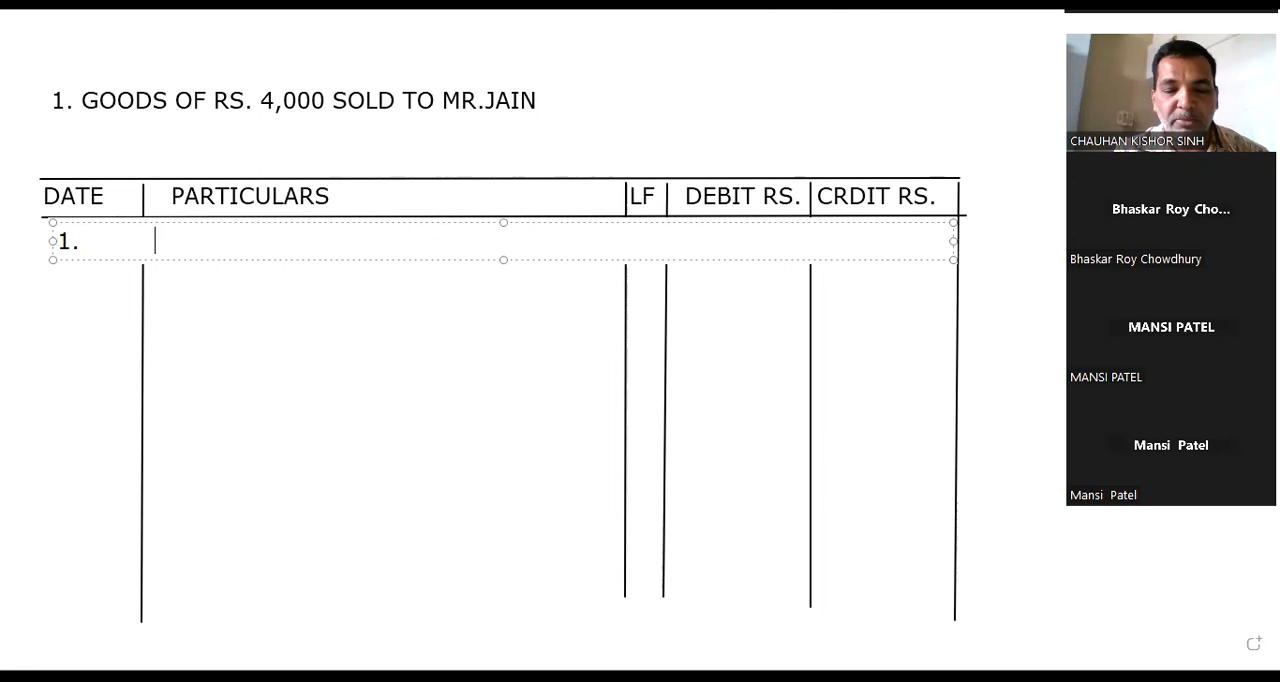 1. GOODS OF RS. 4,000 SOLD TO MR.JAIN
DATE PARTICULARS LF DEBIT RS. CRDIT RS.
1.
CHAUHAN KISHOR SINH
Bhaskar Roy Cho...
Bhaskar Roy Chowdhury
MANSI PATEL
MANSI PATEL
Mansi Patel
Mansi Patel